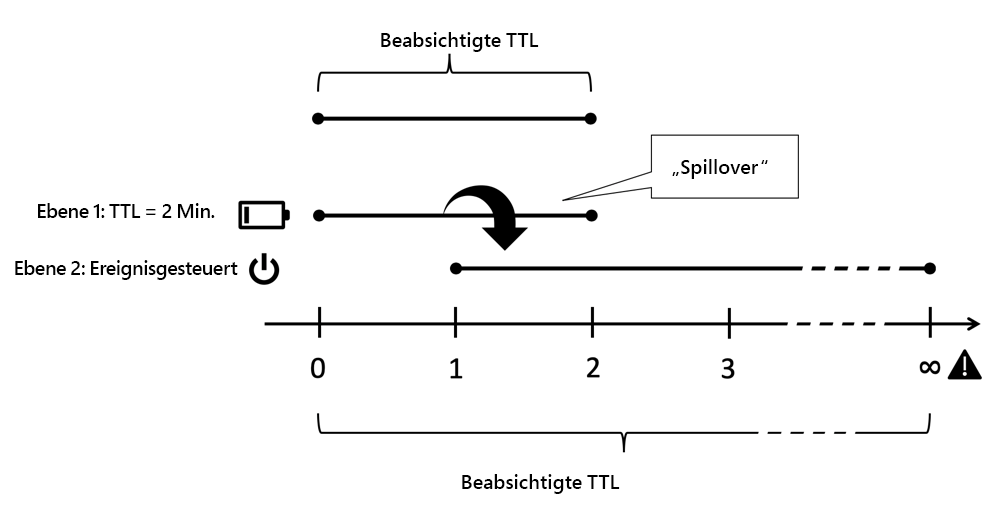 Beabsichtigte TTL
„Spillover“
Ebene 1: TTL = 2 Min.
Ebene 2: Ereignisgesteuert
0 1 2 3 ∞
Beabsichtigte TTL